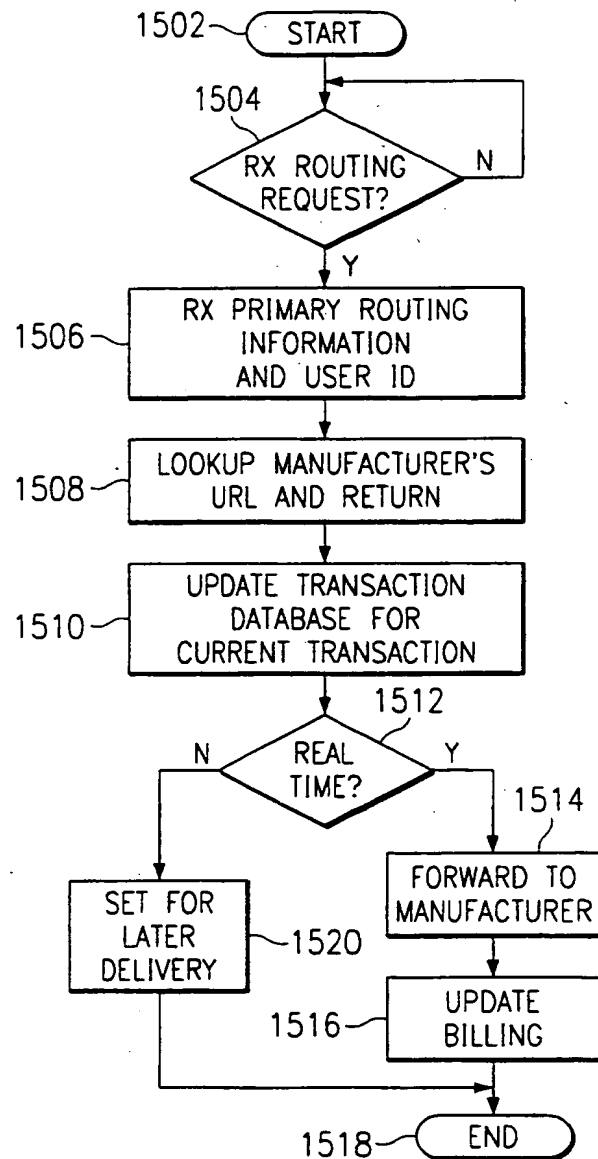 1502
START
1504
RX ROUTING
REQUEST?
N
Y
1506
RX PRIMARY ROUTING
INFORMATION
AND USER ID
1508
LOOKUP MANUFACTURER'S
URL AND RETURN
1510
UPDATE TRANSACTION
DATABASE FOR
CURRENT TRANSACTION
1512
N
REAL
TIME?
Y
1514
FORWARD TO
MANUFACTURER
SET FOR
LATER
DELIVERY
1520
1516
UPDATE
BILLING
1518
END